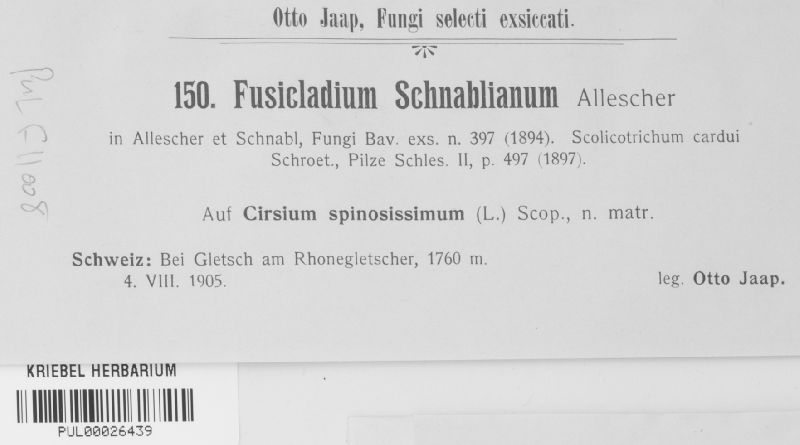 Otto Jaap, Fungi selecti exsiccati.
150. Fusicladium Schnablianum Allescher
in Allescher et Schnabl, Fungi Bav. exs. n. 397 (1894). Scolicotrichum cardui
Schroet., Pilze Schles. II, p. 497 (1897).
Auf Cirsium spinosissimum (L.) Scop., n. matr.
Schweiz: Bei Gletsch am Rhonegletscher, 1760 m.
4. VIII. 1905.
leg. Otto Jaap.
PUL F11008
KRIEBEL HERBARIUM
PUL00026439